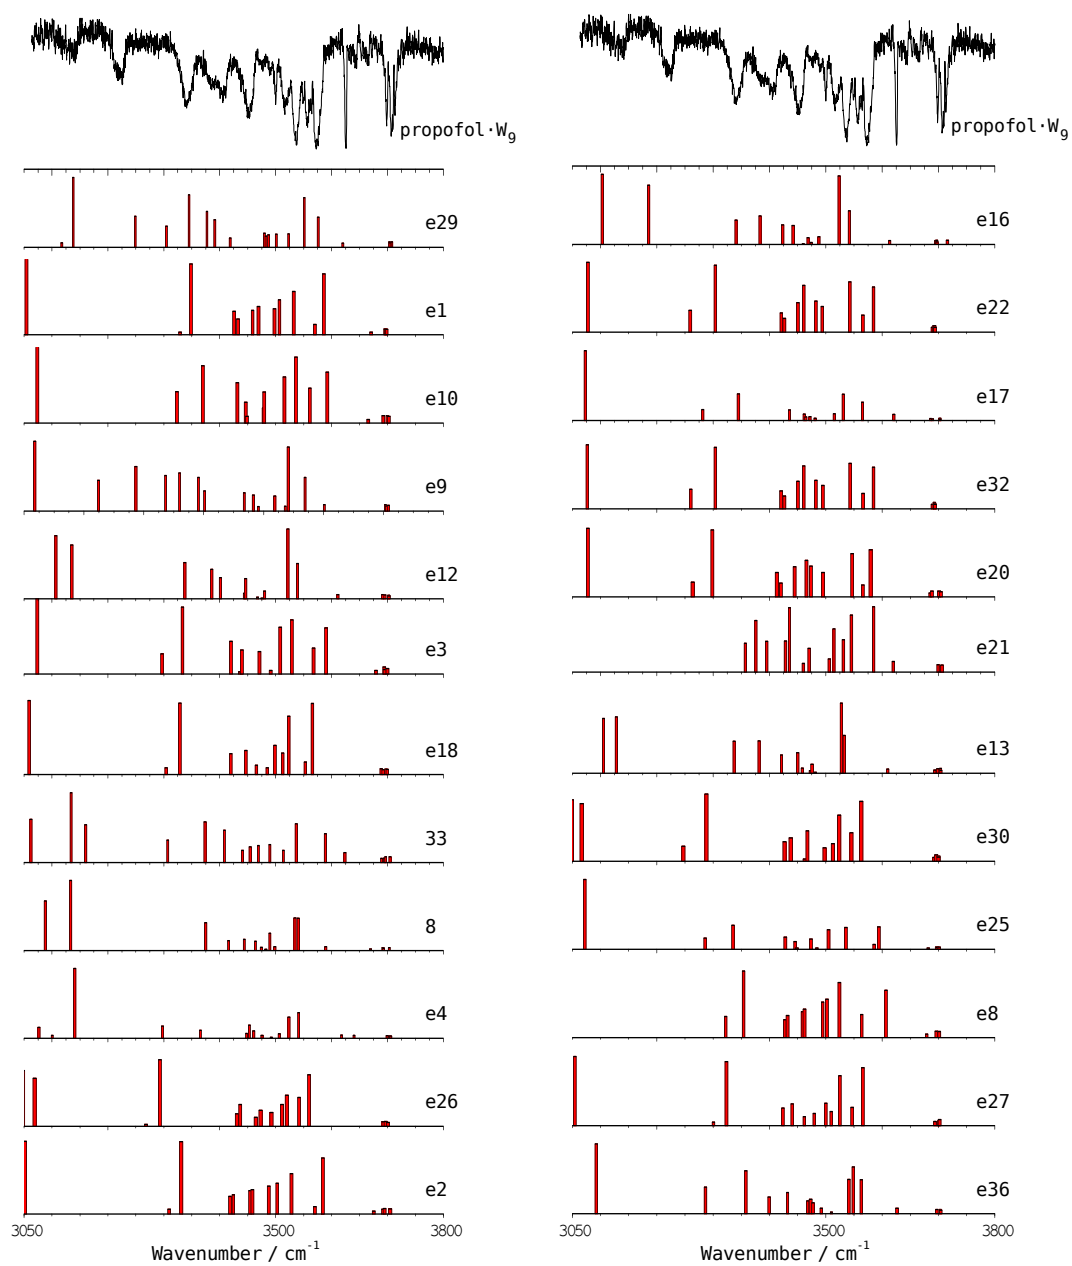 propofol·W9
e29
e1
e10
e9
e12
e3
e18
33
8
e4
e26
e2
3050 3500 3800
Wavenumber / cm-1
propofol·W9
e16
e22
e17
e32
e20
e21
e13
e30
e25
e8
e27
e36
3050 3500 3800
Wavenumber / cm-1